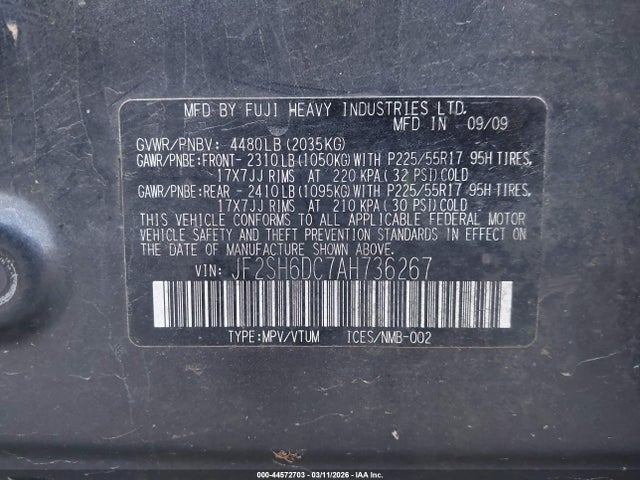 MFD BY FUJI HEAVY INDUSTRIES LTD.
MFD IN 09/09
GVWR/PNBV: 4480LB(2035KG)
GAWR/PNBE:FRONT- 2310LB(1050KG)WITH P225/55R17 95H TIRES,
17X7JJ RIMS AT 220 KPA(32 PSI)COLD
GAWR/PNBE:REAR - 2410LB(1095KG)WITH P225/55R17 95H TIRES,
17X7JJ RIMS AT 210 KPA(30 PSI)COLD
THIS VEHICLE CONFORMS TO ALL APPLICABLE FEDERAL MOTOR
VEHICLE SAFETY AND THEFT PREVENTION STANDARDS IN EFFECT ON
THE DATE OF MANUFACTURE SHOWN ABOVE.
VIN: JF2SH6DC7AH736267
TYPE:MPV/VTUM ICES/NMB-002
000-44572703 - 03/11/2026 - IAA Inc.